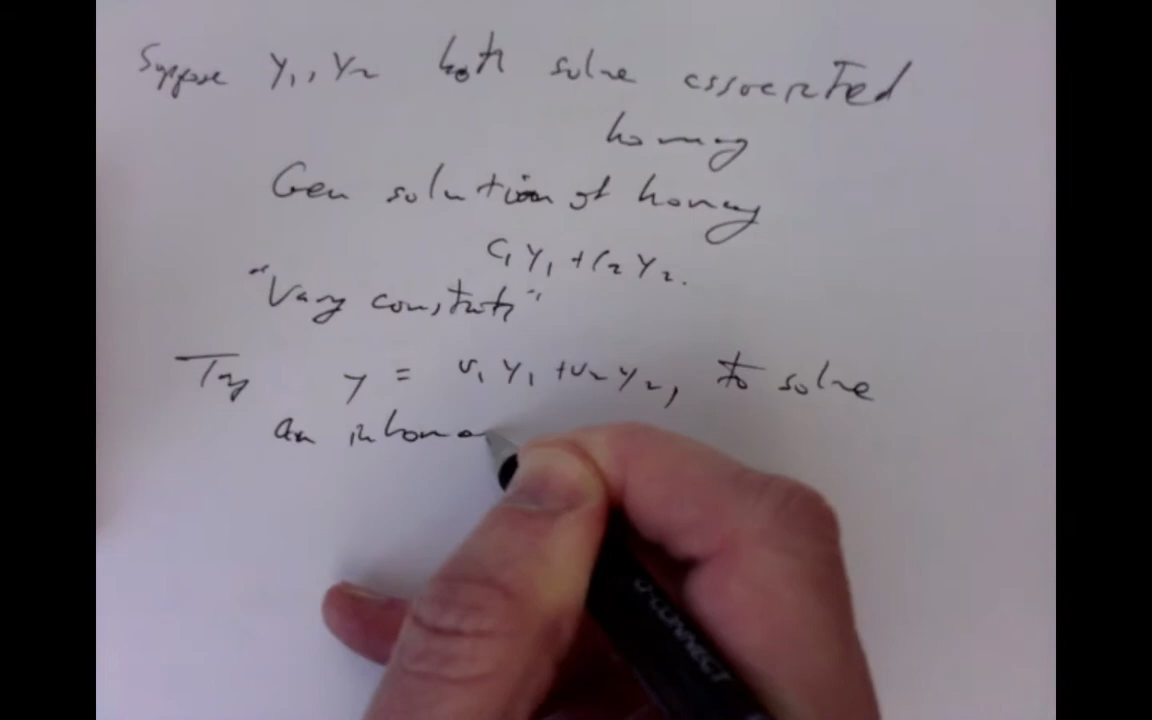 Suppose y₁, y₂ both solve associated
homog
Gen solution of homog
c₁y₁ + c₂y₂.
"Vary constants"
Try y = v₁y₁ + v₂y₂, to solve
an inhomo